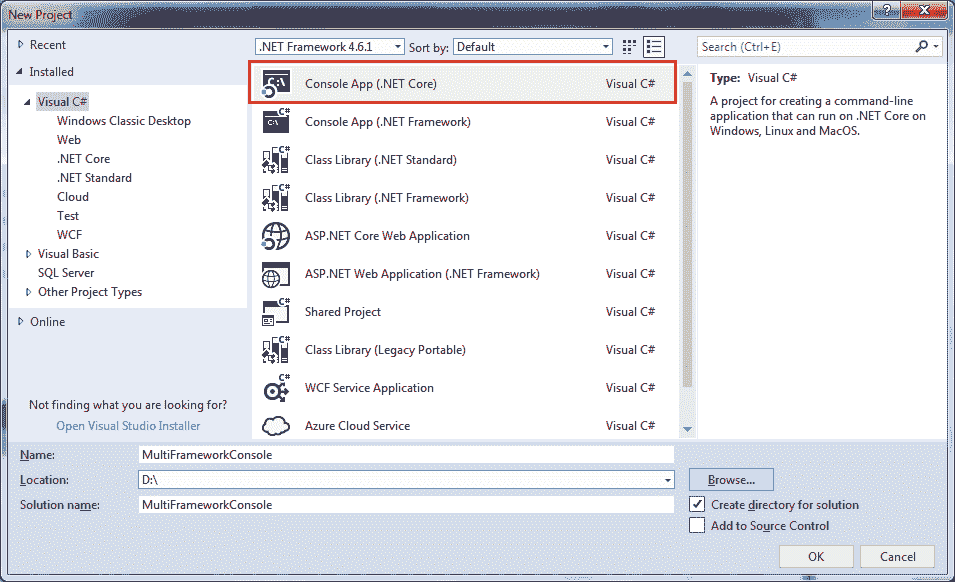 New Project
Recent
Installed
Visual C#
Windows Classic Desktop
Web
.NET Core
.NET Standard
Cloud
Test
WCF
Visual Basic
SQL Server
Other Project Types
Online
Not finding what you are looking for?
Open Visual Studio Installer
.NET Framework 4.6.1 Sort by: Default
Console App (.NET Core) Visual C#
Console App (.NET Framework) Visual C#
Class Library (.NET Standard) Visual C#
Class Library (.NET Framework) Visual C#
ASP.NET Core Web Application Visual C#
ASP.NET Web Application (.NET Framework) Visual C#
Shared Project Visual C#
Class Library (Legacy Portable) Visual C#
WCF Service Application Visual C#
Azure Cloud Service Visual C#
Search (Ctrl+E)
Type: Visual C#
A project for creating a command-line
application that can run on .NET Core on
Windows, Linux and MacOS.
Name: MultiFrameworkConsole
Location: D:\
Browse...
Solution name: MultiFrameworkConsole
Create directory for solution
Add to Source Control
OK Cancel